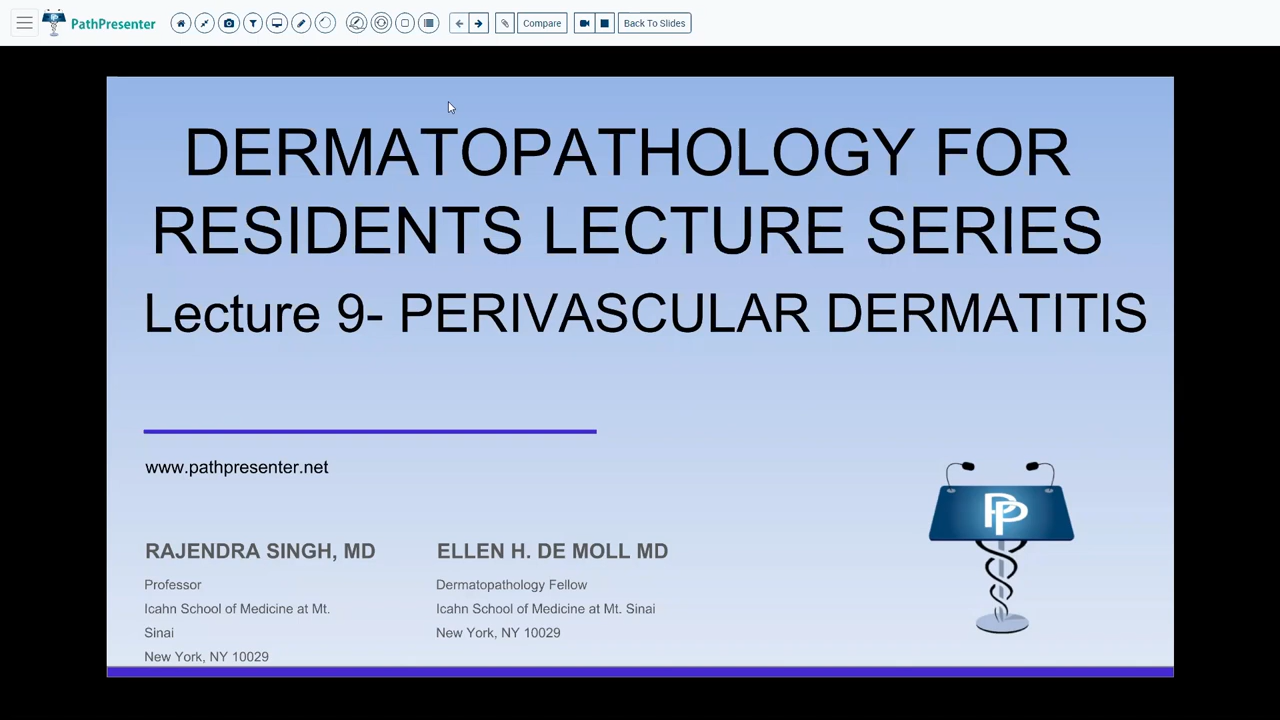 PathPresenter
Compare
Back To Slides
DERMATOPATHOLOGY FOR
RESIDENTS LECTURE SERIES
Lecture 9- PERIVASCULAR DERMATITIS
www.pathpresenter.net
PP
RAJENDRA SINGH, MD
Professor
Icahn School of Medicine at Mt.
Sinai
New York, NY 10029
ELLEN H. DE MOLL MD
Dermatopathology Fellow
Icahn School of Medicine at Mt. Sinai
New York, NY 10029